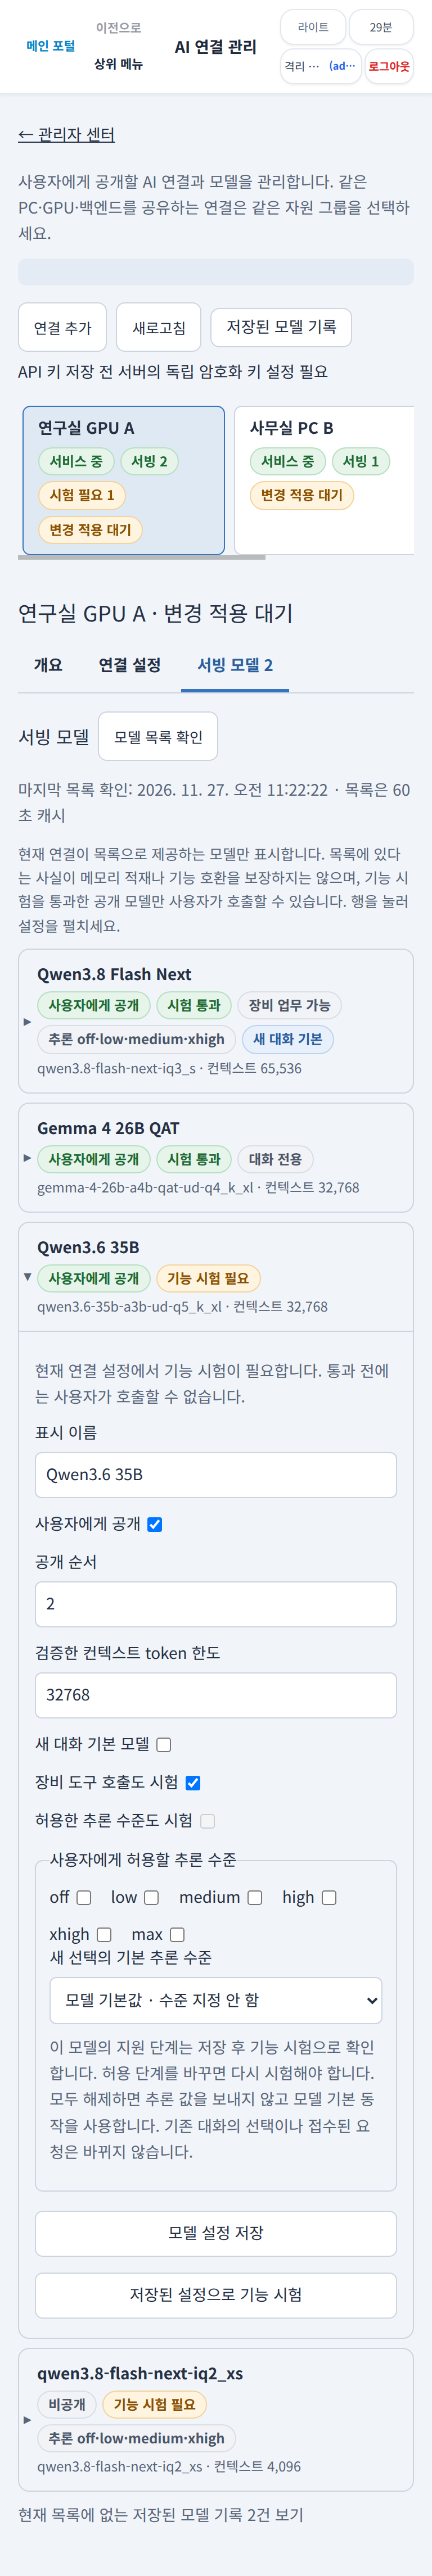 메인 포털
이전으로
상위 메뉴
AI 연결 관리
라이트
29분
격리 … (ad…
로그아웃
← 관리자 센터
사용자에게 공개할 AI 연결과 모델을 관리합니다. 같은
PC·GPU·백엔드를 공유하는 연결은 같은 자원 그룹을 선택하
세요.
연결 추가
새로고침
저장된 모델 기록
API 키 저장 전 서버의 독립 암호화 키 설정 필요
연구실 GPU A
서비스 중
서빙 2
시험 필요 1
변경 적용 대기
사무실 PC B
서비스 중
서빙 1
변경 적용 대기
연구실 GPU A · 변경 적용 대기
개요
연결 설정
서빙 모델 2
서빙 모델
모델 목록 확인
마지막 목록 확인: 2026. 11. 27. 오전 11:22:22 · 목록은 60
초 캐시
현재 연결이 목록으로 제공하는 모델만 표시합니다. 목록에 있다
는 사실이 메모리 적재나 기능 호환을 보장하지는 않으며, 기능 시
험을 통과한 공개 모델만 사용자가 호출할 수 있습니다. 행을 눌러
설정을 펼치세요.
▶
Qwen3.8 Flash Next
사용자에게 공개
시험 통과
장비 업무 가능
추론 off·low·medium·xhigh
새 대화 기본
qwen3.8-flash-next-iq3_s · 컨텍스트 65,536
▶
Gemma 4 26B QAT
사용자에게 공개
시험 통과
대화 전용
gemma-4-26b-a4b-qat-ud-q4_k_xl · 컨텍스트 32,768
▼
Qwen3.6 35B
사용자에게 공개
기능 시험 필요
qwen3.6-35b-a3b-ud-q5_k_xl · 컨텍스트 32,768
현재 연결 설정에서 기능 시험이 필요합니다. 통과 전에
는 사용자가 호출할 수 없습니다.
표시 이름
Qwen3.6 35B
사용자에게 공개
공개 순서
2
검증한 컨텍스트 token 한도
32768
새 대화 기본 모델
장비 도구 호출도 시험
허용한 추론 수준도 시험
사용자에게 허용할 추론 수준
off low medium high
xhigh max
새 선택의 기본 추론 수준
모델 기본값 · 수준 지정 안 함
이 모델의 지원 단계는 저장 후 기능 시험으로 확인
합니다. 허용 단계를 바꾸면 다시 시험해야 합니다.
모두 해제하면 추론 값을 보내지 않고 모델 기본 동
작을 사용합니다. 기존 대화의 선택이나 접수된 요
청은 바뀌지 않습니다.
모델 설정 저장
저장된 설정으로 기능 시험
▶
qwen3.8-flash-next-iq2_xs
비공개
기능 시험 필요
추론 off·low·medium·xhigh
qwen3.8-flash-next-iq2_xs · 컨텍스트 4,096
현재 목록에 없는 저장된 모델 기록 2건 보기